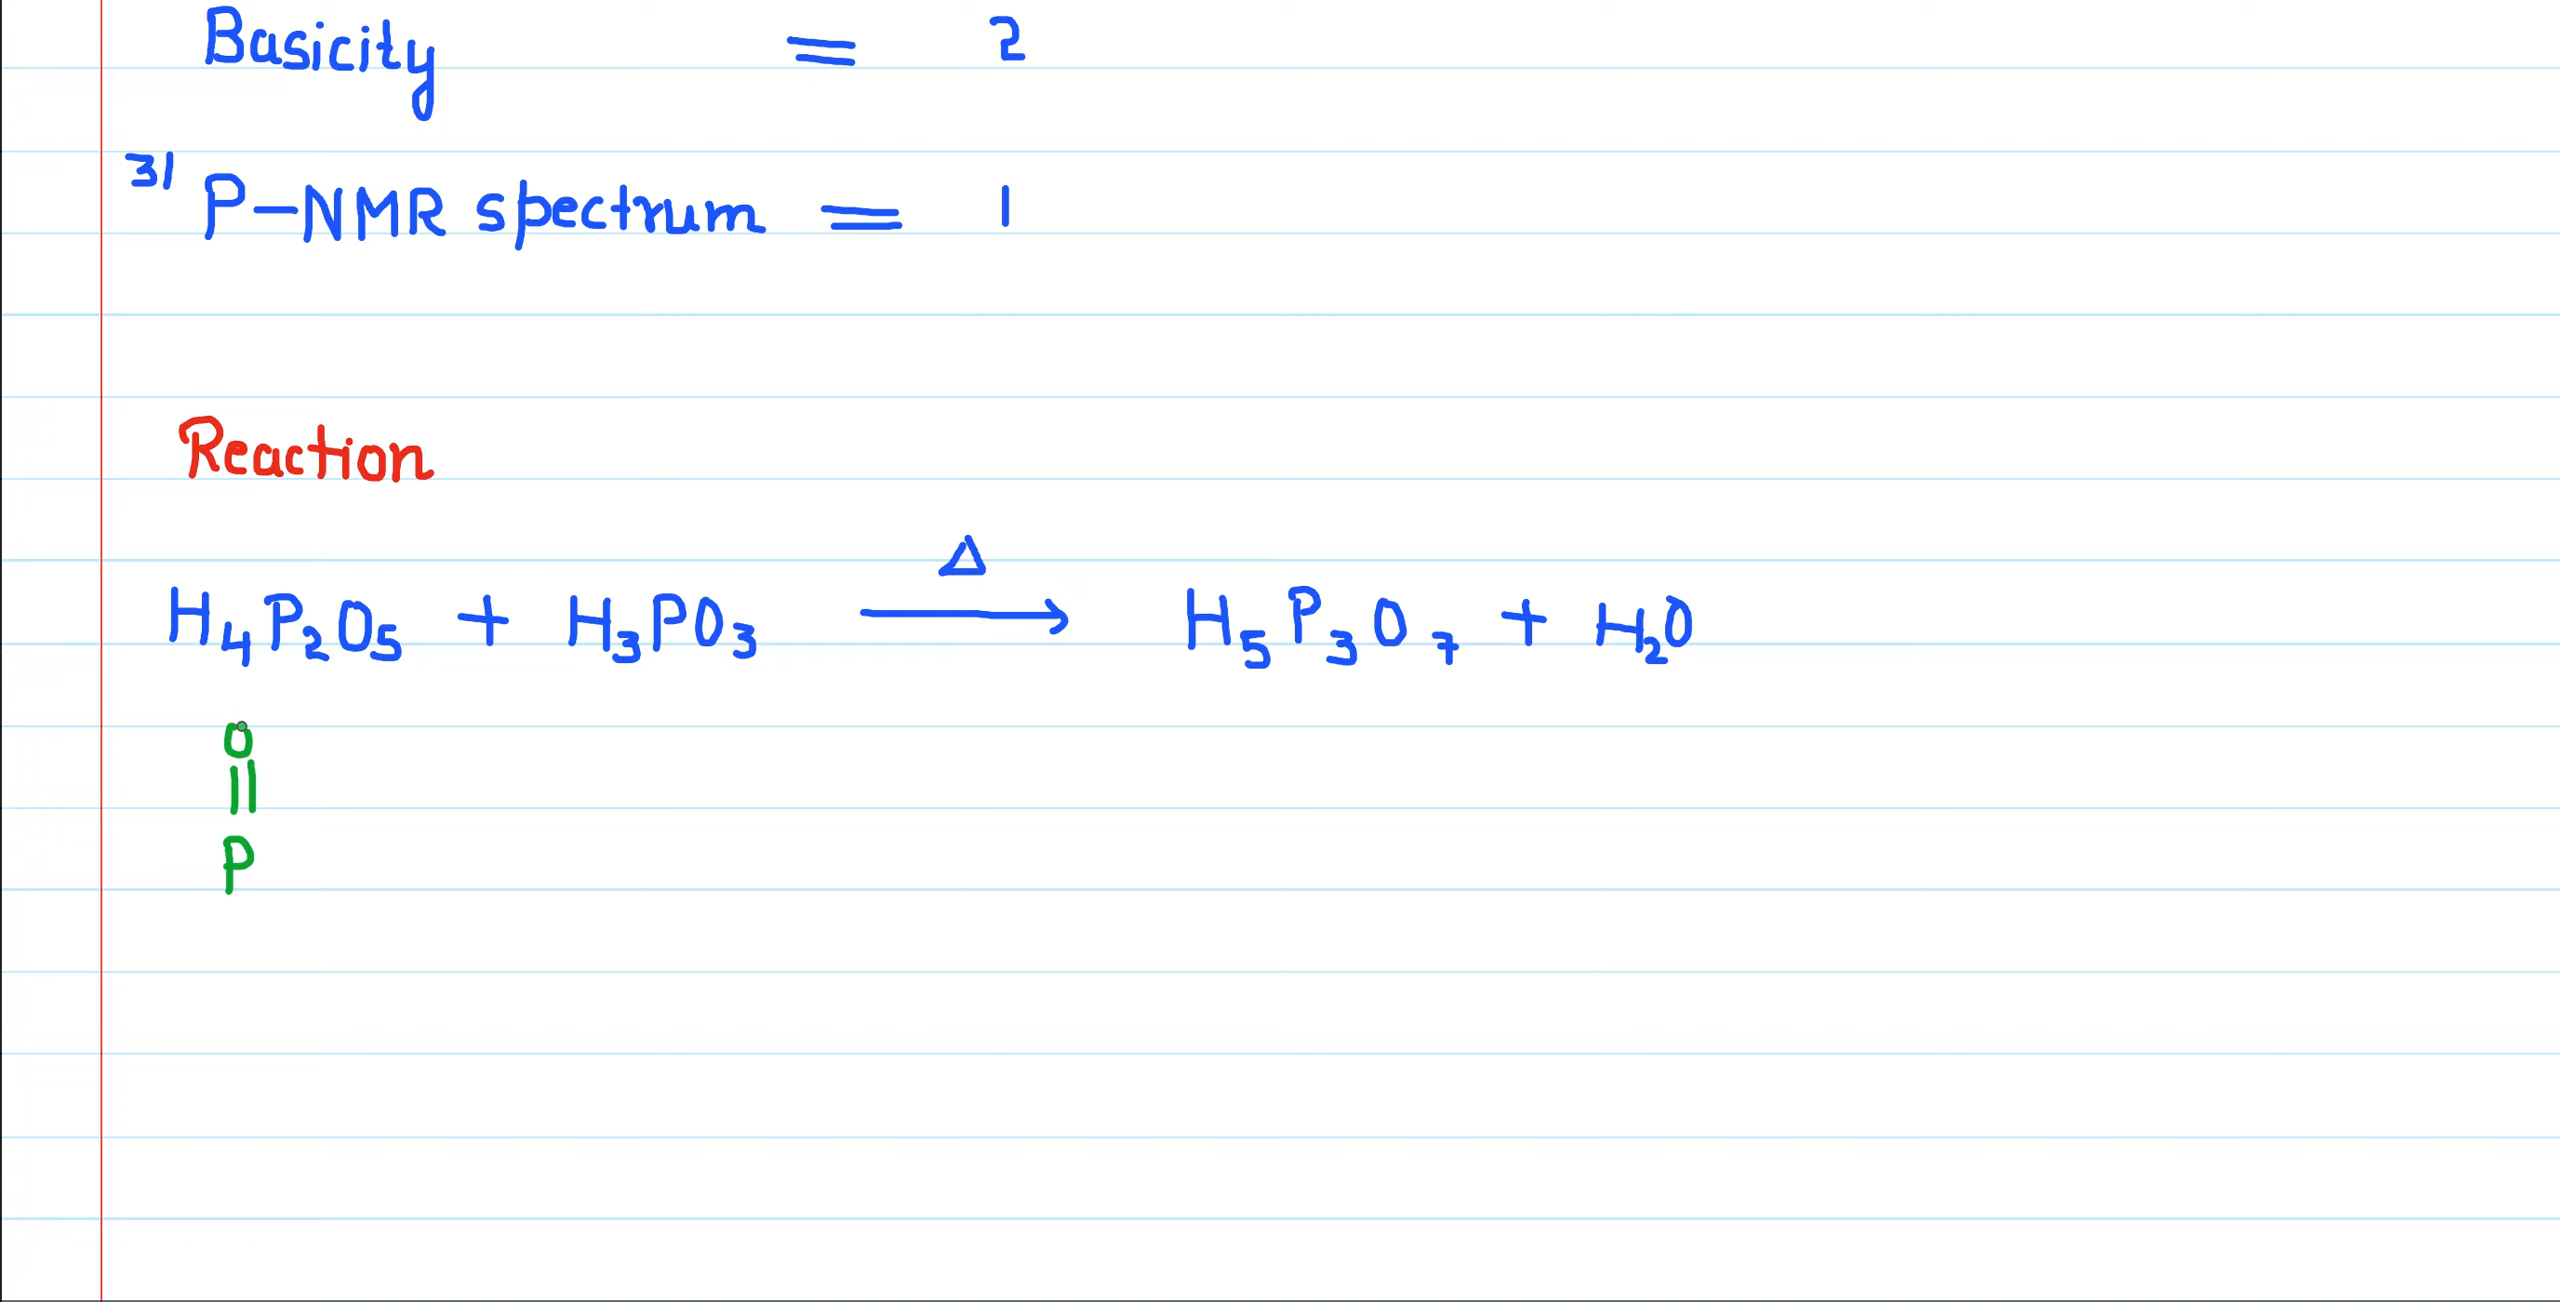 Basicity = 2
³¹P-NMR spectrum = 1
Reaction
Δ
H₄P₂O₅ + H₃PO₃ ⟶ H₅P₃O₇ + H₂O
O
||
P